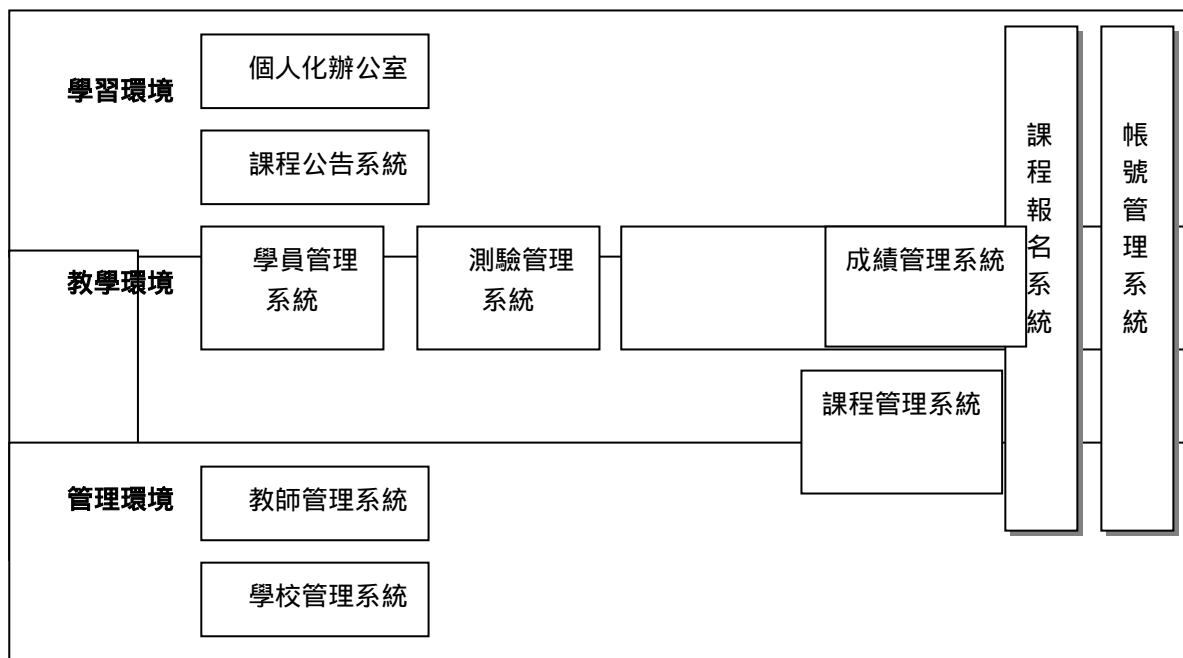 個人化辦公室
學習環境
課程公告系統
學員管理
系統
測驗管理
系統
成績管理系統
教學環境
課程管理系統
管理環境
教師管理系統
學校管理系統
課程報名系統
帳號管理系統